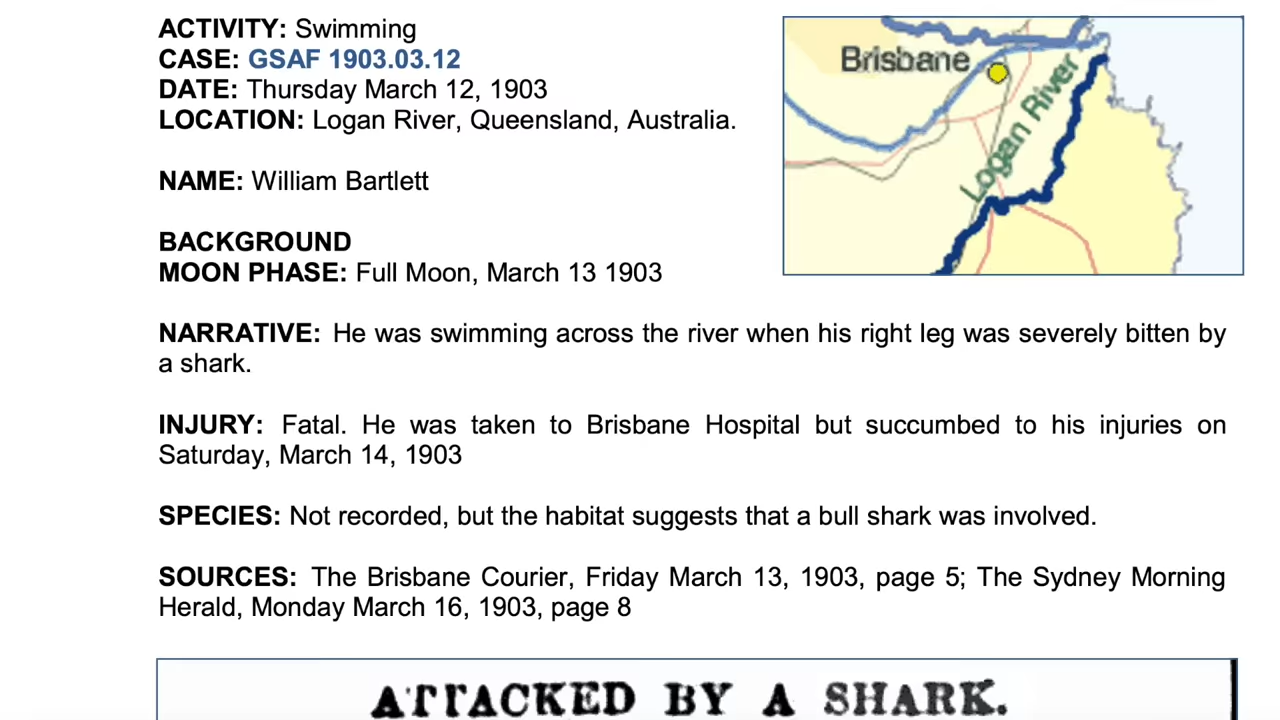 ACTIVITY: Swimming
CASE: GSAF 1903.03.12
DATE: Thursday March 12, 1903
LOCATION: Logan River, Queensland, Australia.
Brisbane
Logan River
NAME: William Bartlett
BACKGROUND
MOON PHASE: Full Moon, March 13 1903
NARRATIVE: He was swimming across the river when his right leg was severely bitten by
a shark.
INJURY: Fatal. He was taken to Brisbane Hospital but succumbed to his injuries on
Saturday, March 14, 1903
SPECIES: Not recorded, but the habitat suggests that a bull shark was involved.
SOURCES: The Brisbane Courier, Friday March 13, 1903, page 5; The Sydney Morning
Herald, Monday March 16, 1903, page 8
ATTACKED BY A SHARK.